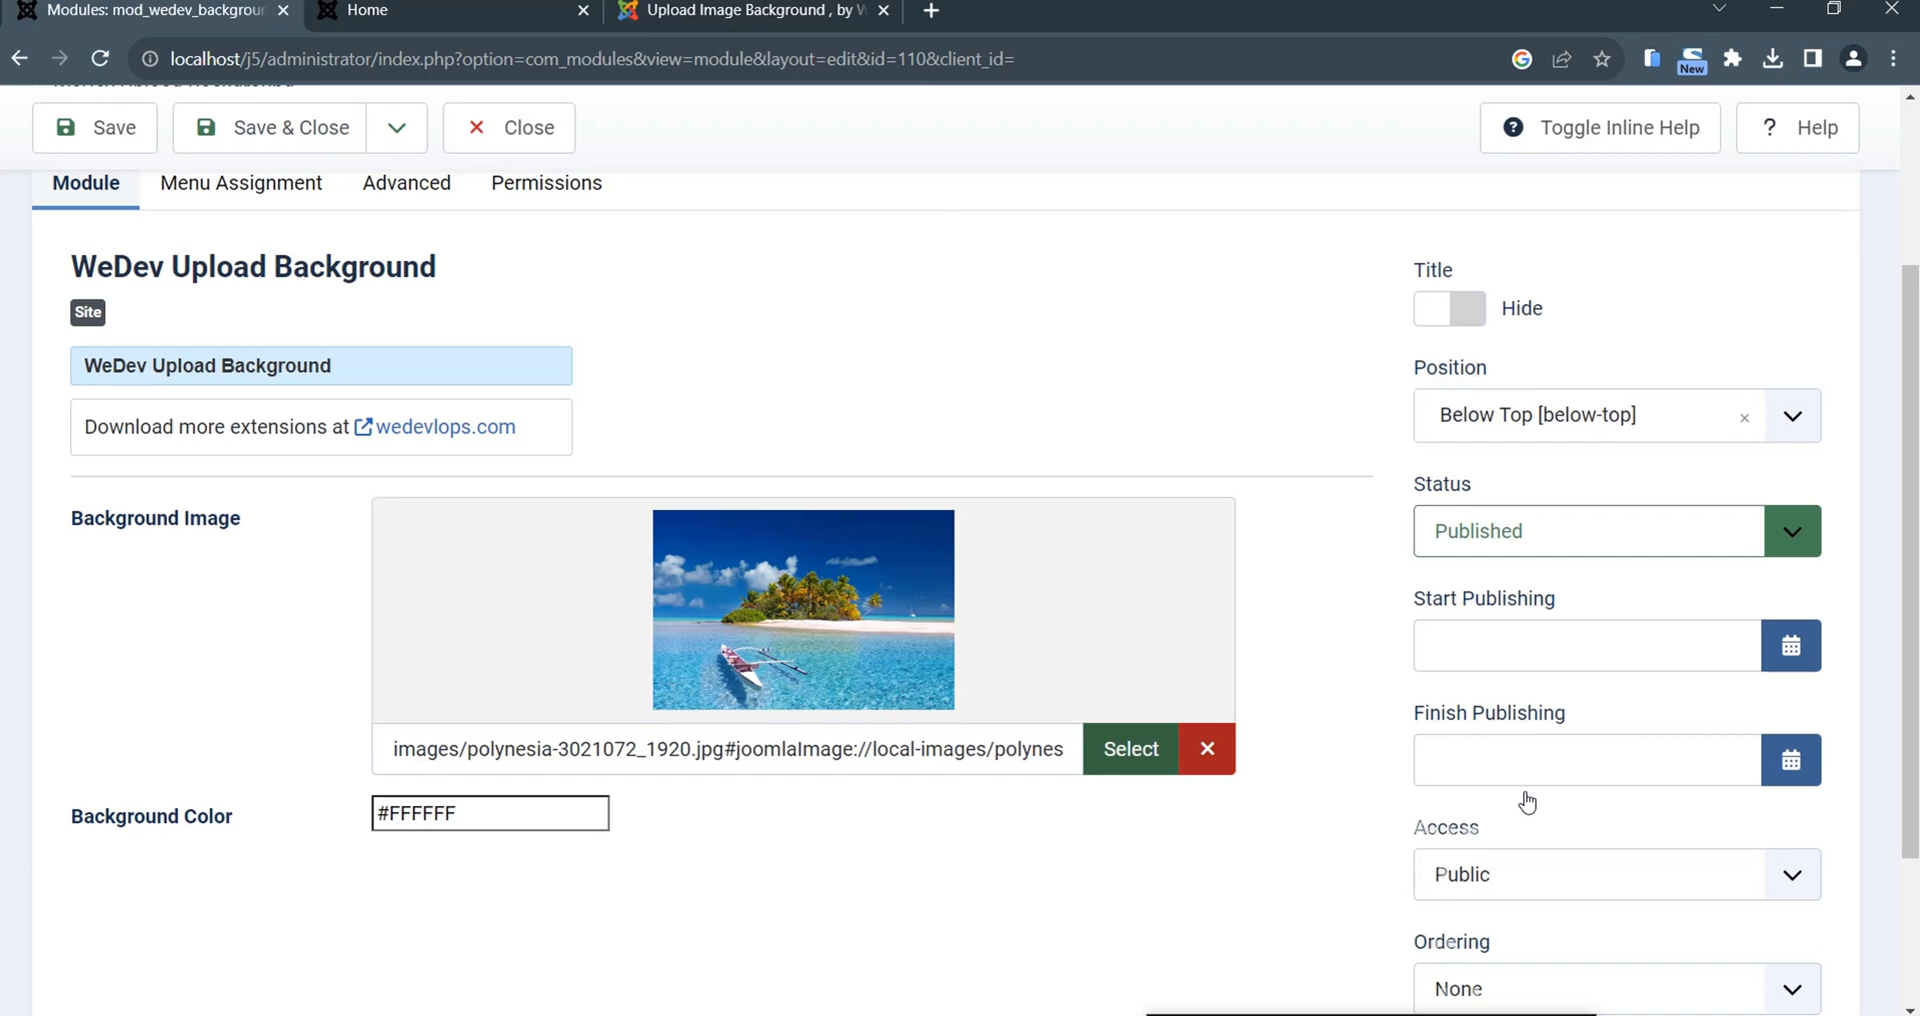 Modules: mod_wedev_backgrour
Home
Upload Image Background , by W
localhost/j5/administrator/index.php?option=com_modules&view=module&layout=edit&id=110&client_id=
New
Save
Save & Close
Close
Toggle Inline Help
? Help
Module
Menu Assignment
Advanced
Permissions
WeDev Upload Background
Site
WeDev Upload Background
Download more extensions at wedevlops.com
Background Image
images/polynesia-3021072_1920.jpg#joomlaImage://local-images/polynes
Select
Background Color
#FFFFFF
Title
Hide
Position
Below Top [below-top]
Status
Published
Start Publishing
Finish Publishing
Access
Public
Ordering
None